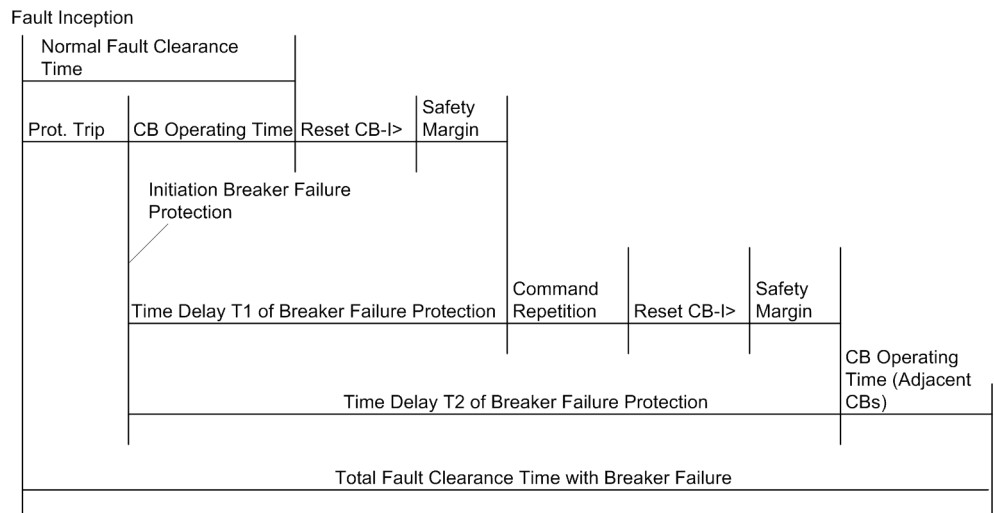 Fault Inception
Normal Fault Clearance
Time
Prot. Trip
CB Operating Time
Reset CB-I>
Safety
Margin
Initiation Breaker Failure
Protection
Time Delay T1 of Breaker Failure Protection
Command
Repetition
Reset CB-I>
Safety
Margin
CB Operating
Time (Adjacent
CBs)
Time Delay T2 of Breaker Failure Protection
Total Fault Clearance Time with Breaker Failure